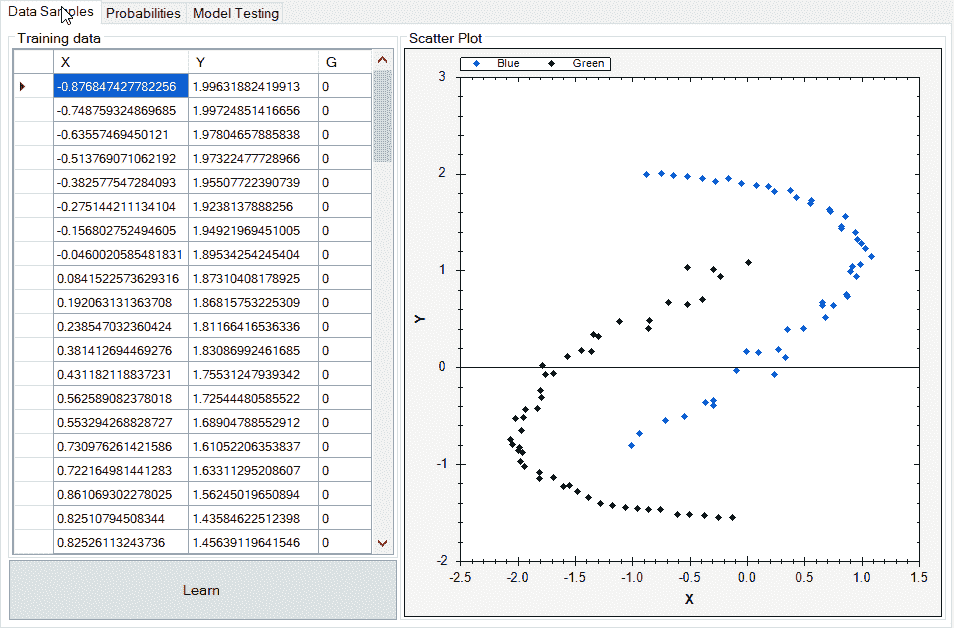 Data Samples Probabilities Model Testing
Training data
X Y G
-0.876847427782256 1.99631882419913 0
-0.748759324869685 1.99724851416656 0
-0.63557469450121 1.97804657885838 0
-0.513769071062192 1.97322477728966 0
-0.382577547284093 1.95507722390739 0
-0.275144211134104 1.9238137888256 0
-0.156802752494605 1.94921969451005 0
-0.0460020585481831 1.89534254245404 0
0.0841522573629316 1.87310408178925 0
0.192063131363708 1.86815753225309 0
0.238547032360424 1.81166416536336 0
0.381412694469276 1.83086992461685 0
0.431182118837231 1.75531247939342 0
0.562589082378018 1.72544480585522 0
0.553294268828727 1.68904788552912 0
0.730976261421586 1.61052206353837 0
0.722164981441283 1.63311295208607 0
0.861069302278025 1.56245019650894 0
0.82510794508344 1.43584622512398 0
0.82526113243736 1.45639119641546 0
Learn
Scatter Plot
Blue Green
3
2
1
0
-1
-2
Y
-2.5 -2.0 -1.5 -1.0 -0.5 0.0 0.5 1.0 1.5
X